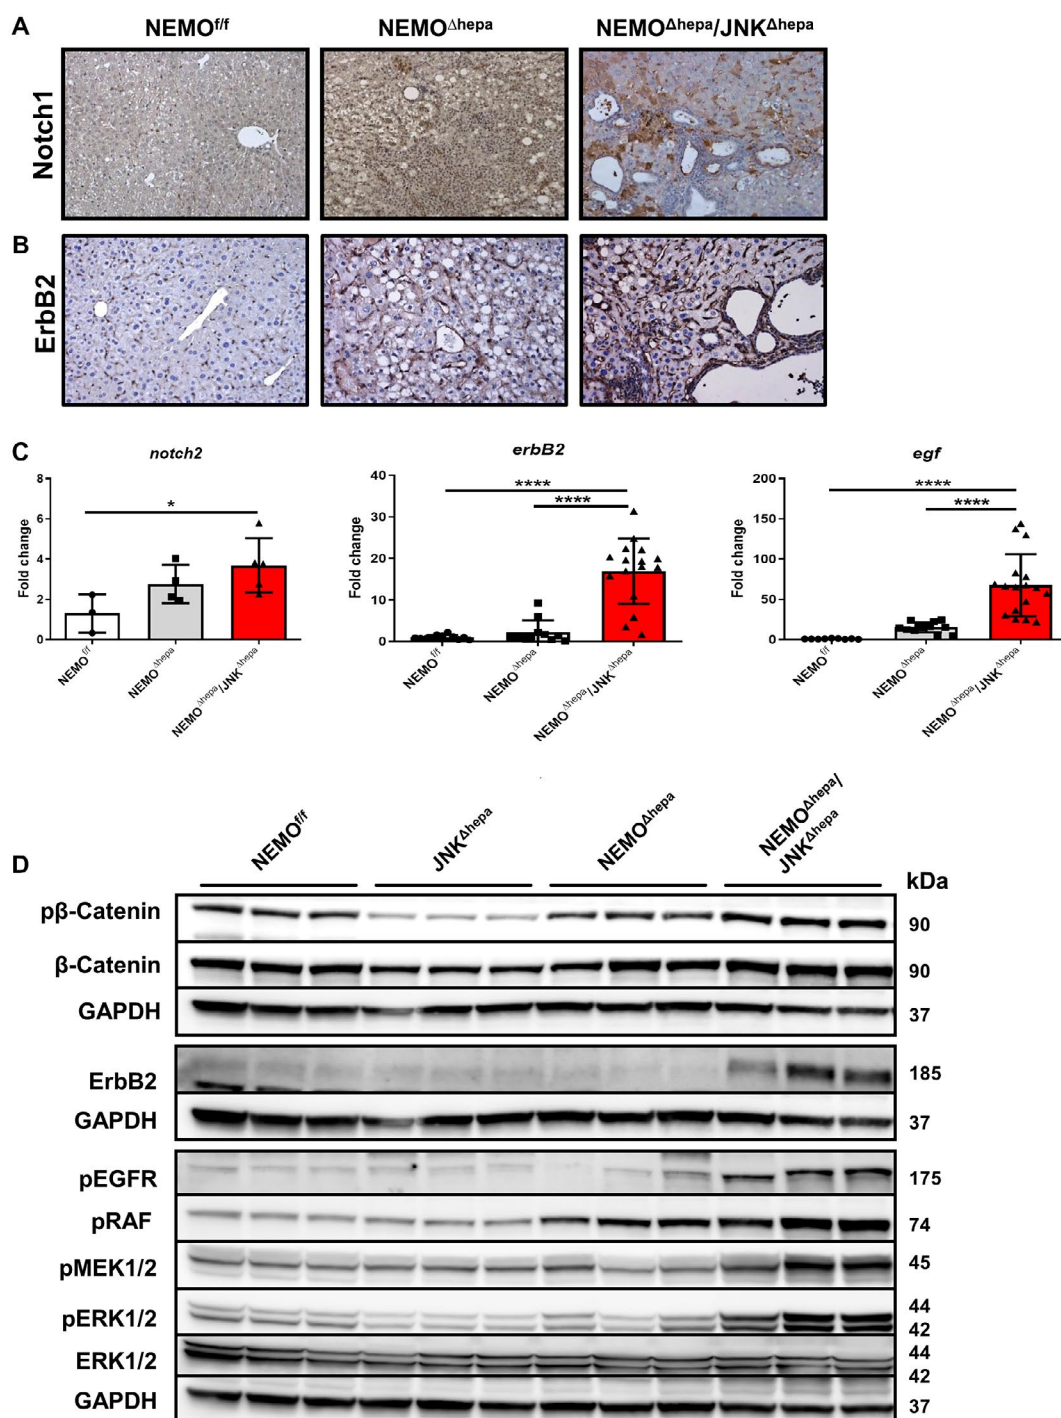 A
NEMOf/f
NEMOΔhepa
NEMOΔhepa/JNKΔhepa
Notch1
B
ErbB2
C
notch2
erbB2
egf
Fold change
8
6
4
2
0
*
NEMOf/f
NEMOΔhepa
NEMOΔhepa/JNKΔhepa
Fold change
40
30
20
10
0
****
****
NEMOf/f
NEMOΔhepa
NEMOΔhepa/JNKΔhepa
Fold change
200
150
100
50
0
****
****
NEMOf/f
NEMOΔhepa
NEMOΔhepa/JNKΔhepa
D
NEMOf/f
JNKΔhepa
NEMOΔhepa
NEMOΔhepa/
JNKΔhepa
kDa
pβ-Catenin
90
β-Catenin
90
GAPDH
37
ErbB2
185
GAPDH
37
pEGFR
175
pRAF
74
pMEK1/2
45
pERK1/2
44
42
ERK1/2
44
42
GAPDH
37